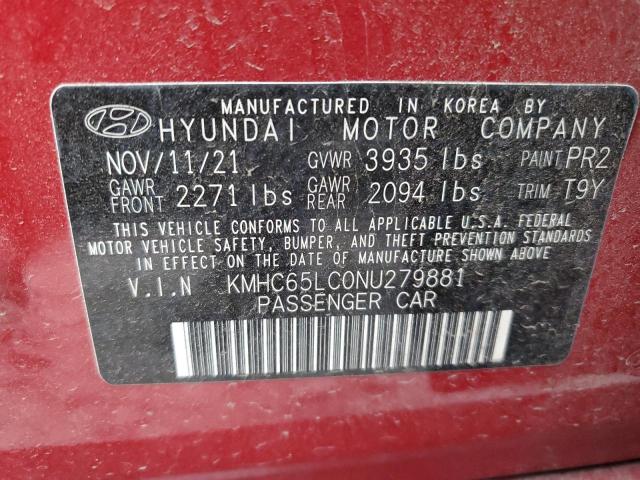 MANUFACTURED IN KOREA BY
HYUNDAI MOTOR COMPANY
NOV/11/21 GVWR 3935 lbs PAINT PR2
GAWR FRONT 2271 lbs GAWR REAR 2094 lbs TRIM T9Y
THIS VEHICLE CONFORMS TO ALL APPLICABLE U.S.A. FEDERAL
MOTOR VEHICLE SAFETY, BUMPER, AND THEFT PREVENTION STANDARDS
IN EFFECT ON THE DATE OF MANUFACTURE SHOWN ABOVE.
V.I.N KMHC65LC0NU279881
PASSENGER CAR